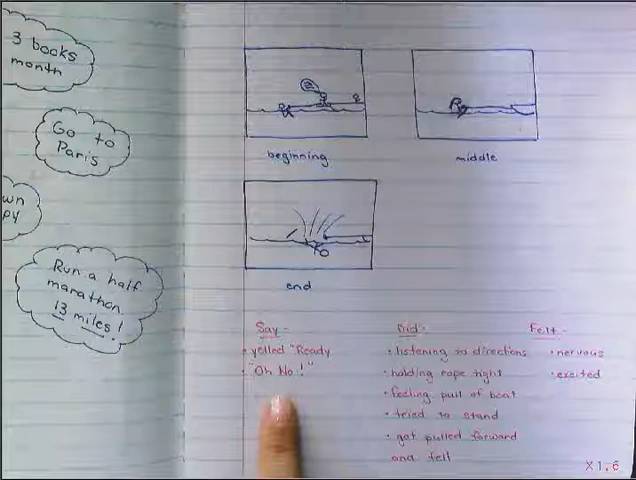 3 books
month
Go to
Paris
wn
py
Run a half
marathon
13 miles!
beginning
middle
end
Say -
• yelled "Ready
• "Oh No!"
Did -
• listening to directions
• holding rope tight
• feeling pull of boat
• tried to stand
• got pulled forward
and fell
Felt -
• nervous
• excited
X1.6